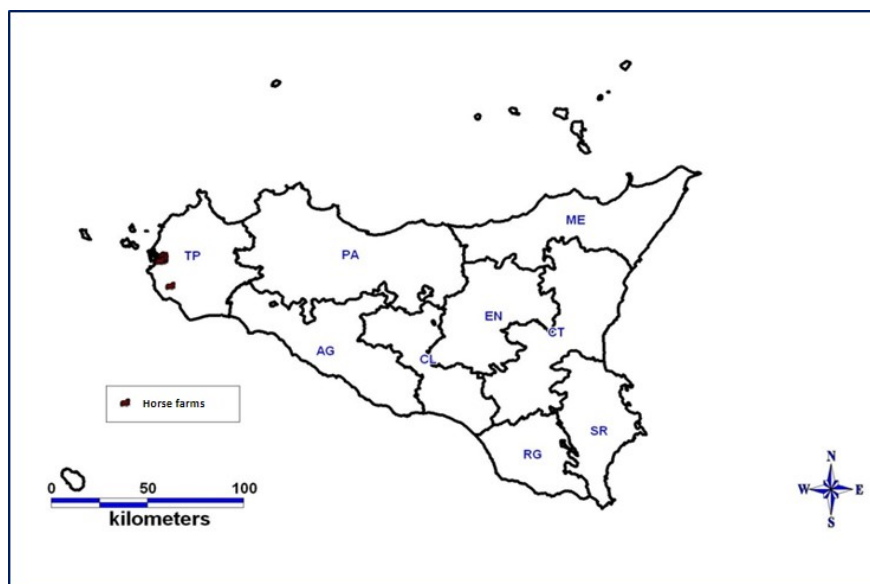 ME
TP
PA
EN
CT
AG
CL
Horse farms
SR
RG
N
W E
S
0 50 100
kilometers